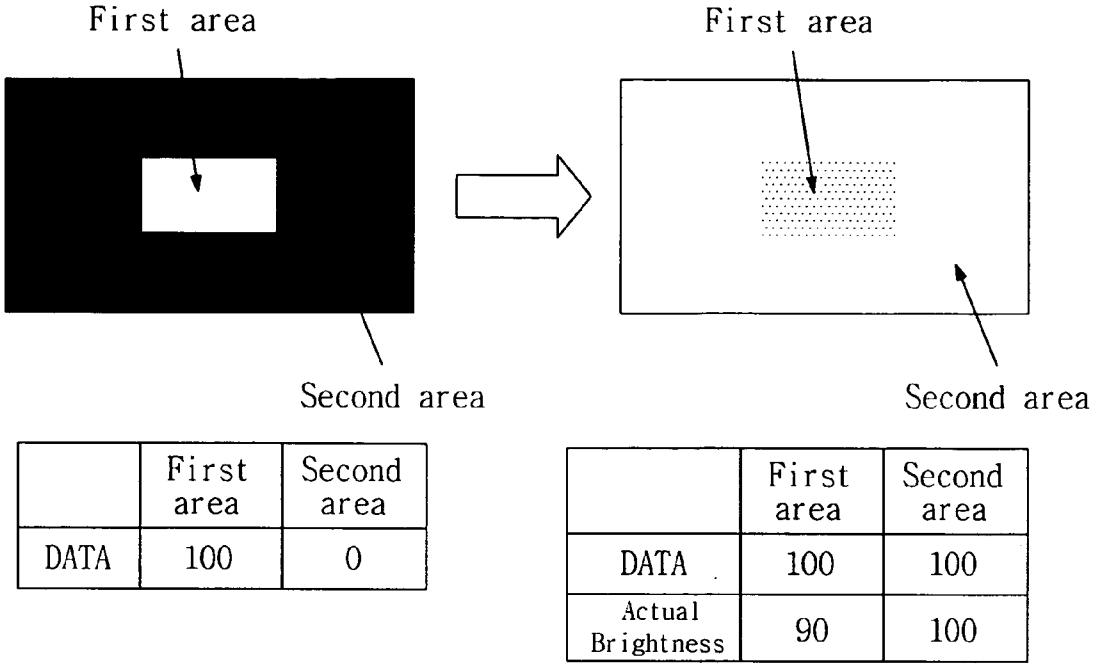 First area
First area
Second area
Second area
First area
Second area
DATA
100
0
First area
Second area
DATA
100
100
Actual Brightness
90
100